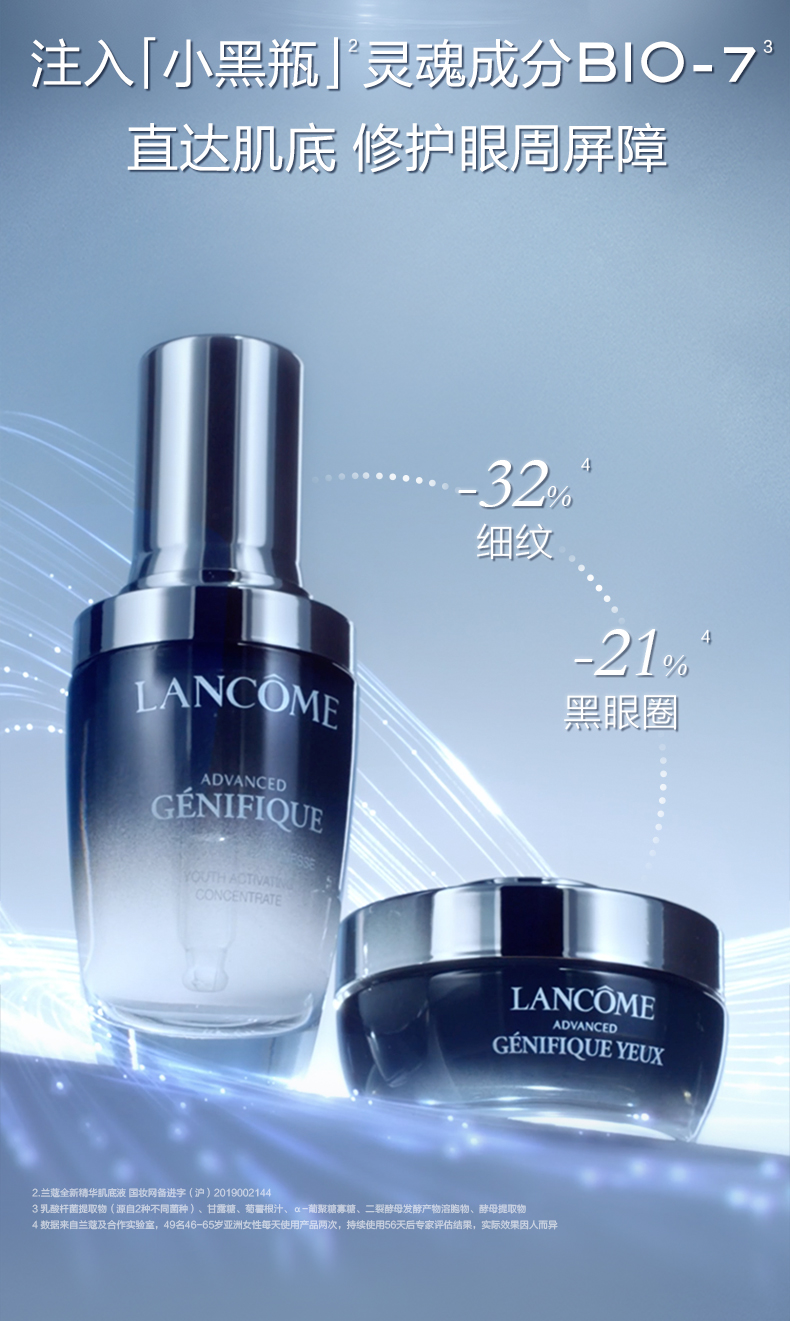 注入「小黑瓶」²灵魂成分BIO-7³
直达肌底 修护眼周屏障
-32%⁴
细纹
-21%⁴
黑眼圈
LANCÔME
ADVANCED
GÉNIFIQUE
YOUTH ACTIVATING
CONCENTRATE
LANCÔME
ADVANCED
GÉNIFIQUE YEUX
2.兰蔻全新精华肌底液 国妆网备进字（沪）2019002144
3 乳酸杆菌提取物（源自2种不同菌种）、甘露糖、萄馨根汁、α-葡聚糖寡糖、二裂酵母发酵产物溶胞物、酵母提取物
4 数据来自兰蔻及合作实验室，49名46-65岁亚洲女性每天使用产品两次，持续使用56天后专家评估结果，实际效果因人而异